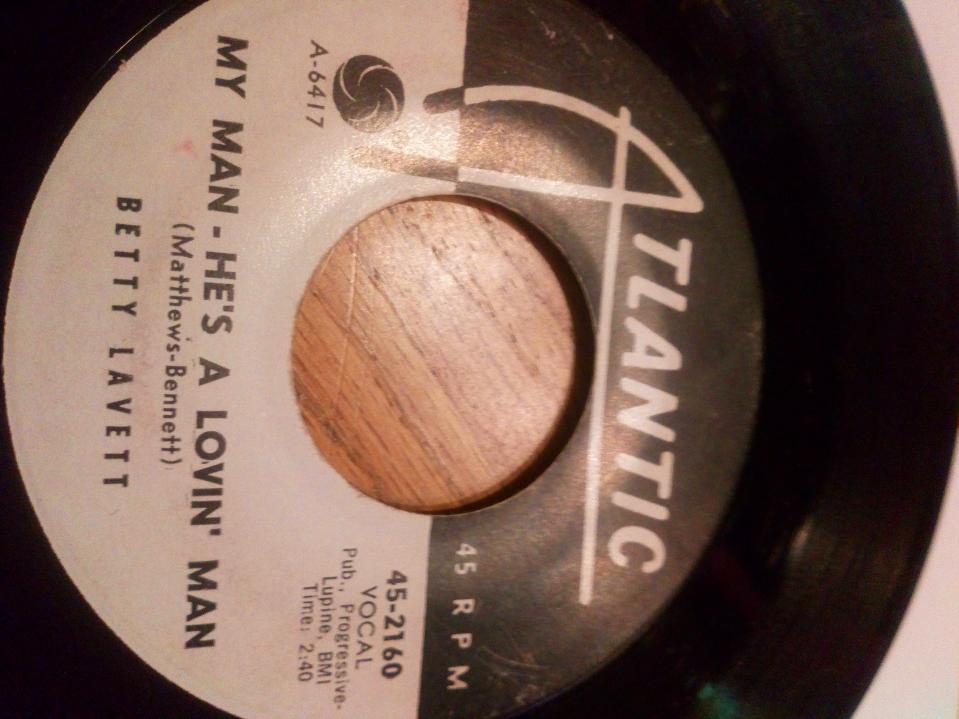 ATLANTIC
45 RPM
A-6417
45-2160
VOCAL
Pub., Progressive-
Lupine, BMI
Time: 2:40
MY MAN - HE'S A LOVIN' MAN
(Matthews-Bennett)
BETTY LAVETT